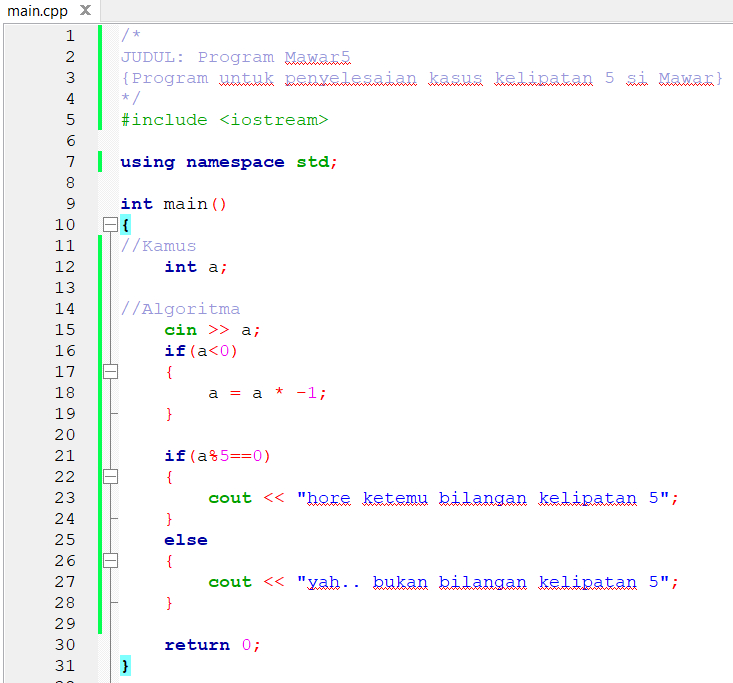 main.cpp X
1 /*
2 JUDUL: Program Mawar5
3 {Program untuk penyelesaian kasus kelipatan 5 si Mawar}
4 */
5 #include <iostream>
6
7 using namespace std;
8
9 int main()
10 {
11 //Kamus
12     int a;
13
14 //Algoritma
15     cin >> a;
16     if(a<0)
17     {
18         a = a * -1;
19     }
20
21     if(a%5==0)
22     {
23         cout << "hore ketemu bilangan kelipatan 5";
24     }
25     else
26     {
27         cout << "yah.. bukan bilangan kelipatan 5";
28     }
29
30     return 0;
31 }